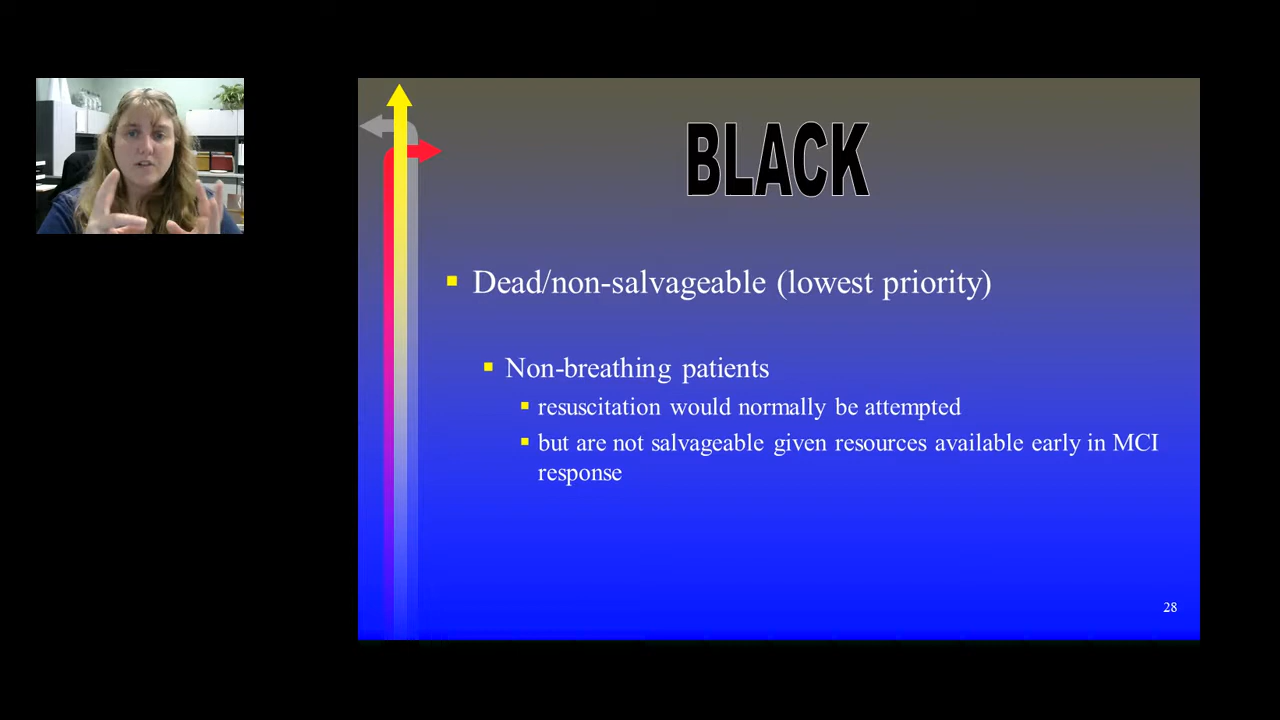 BLACK
Dead/non-salvageable (lowest priority)
Non-breathing patients
resuscitation would normally be attempted
but are not salvageable given resources available early in MCI
response
28